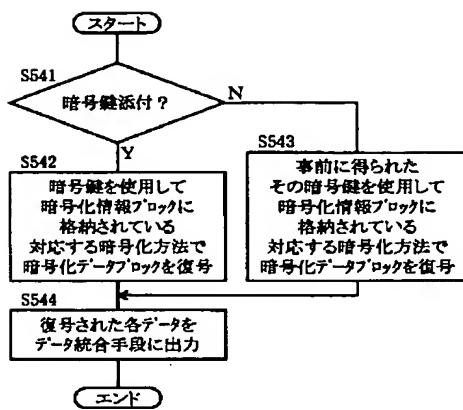 スタート
S541
暗号鍵添付？
N
Y
S542
暗号鍵を使用して
暗号化情報ブロックに
格納されている
対応する暗号化方法で
暗号化データブロックを復号
S543
事前に得られた
その暗号鍵を使用して
暗号化情報ブロックに
格納されている
対応する暗号化方法で
暗号化データブロックを復号
S544
復号された各データを
データ統合手段に出力
エンド